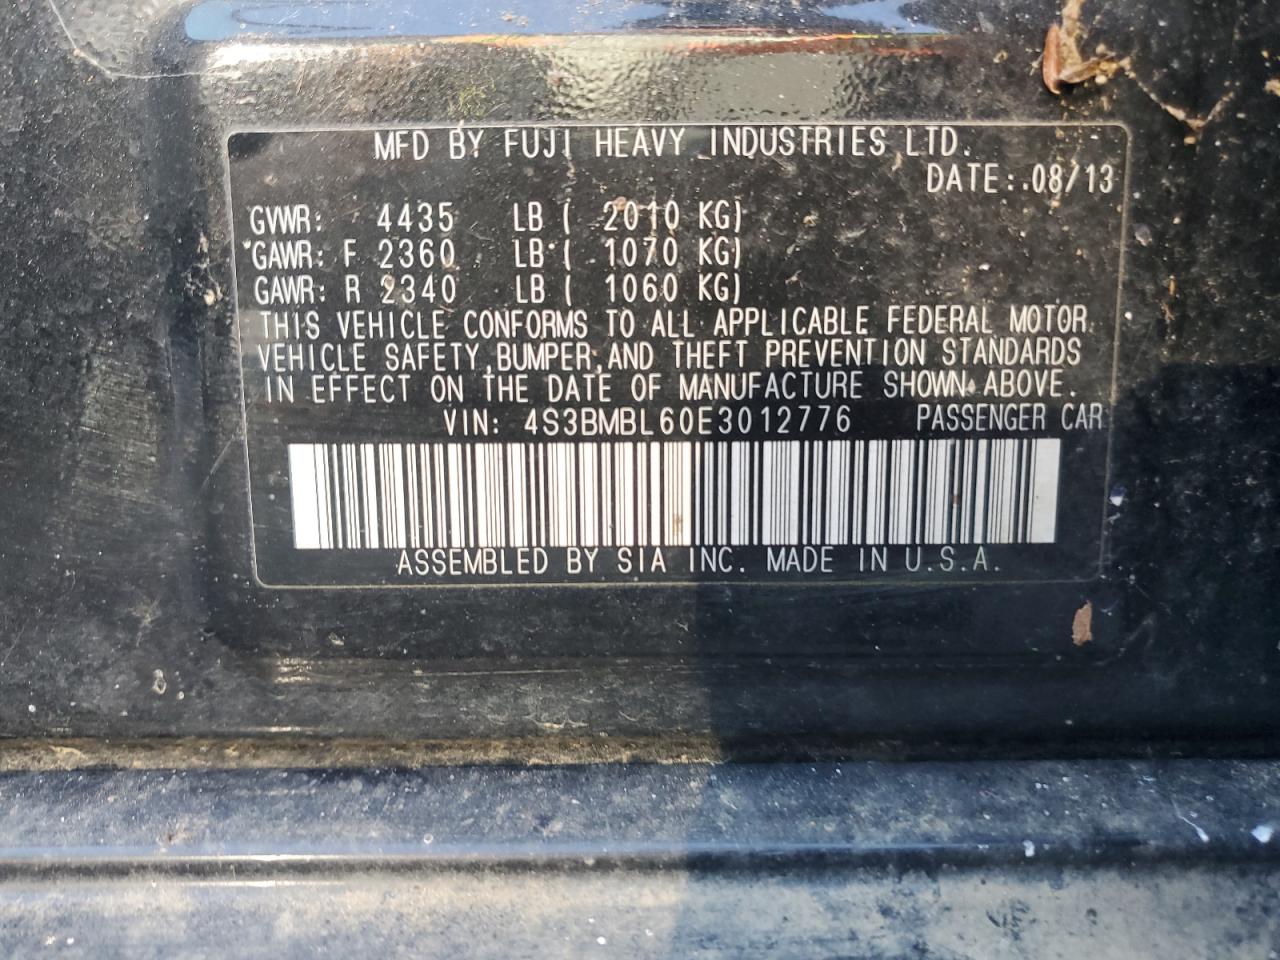 MFD BY FUJI HEAVY INDUSTRIES LTD.
DATE: 08/13
GVWR: 4435 LB ( 2010 KG)
GAWR: F 2360 LB ( 1070 KG)
GAWR: R 2340 LB ( 1060 KG)
THIS VEHICLE CONFORMS TO ALL APPLICABLE FEDERAL MOTOR
VEHICLE SAFETY, BUMPER, AND THEFT PREVENTION STANDARDS
IN EFFECT ON THE DATE OF MANUFACTURE SHOWN ABOVE.
VIN: 4S3BMBL60E3012776 PASSENGER CAR
ASSEMBLED BY SIA INC. MADE IN U.S.A.